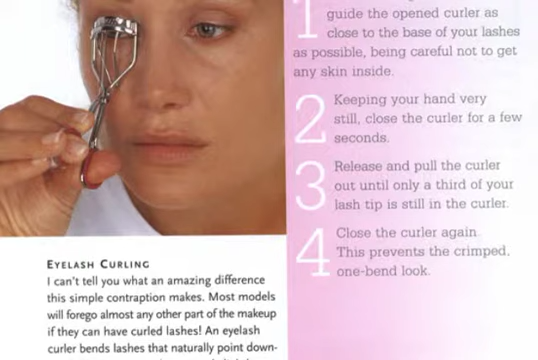 EYELASH CURLING
I can't tell you what an amazing difference
this simple contraption makes. Most models
will forego almost any other part of the makeup
if they can have curled lashes! An eyelash
curler bends lashes that naturally point down-
1
guide the opened curler as
close to the base of your lashes
as possible, being careful not to get
any skin inside.
2
Keeping your hand very
still, close the curler for a few
seconds.
3
Release and pull the curler
out until only a third of your
lash tip is still in the curler.
4
Close the curler again.
This prevents the crimped,
one-bend look.